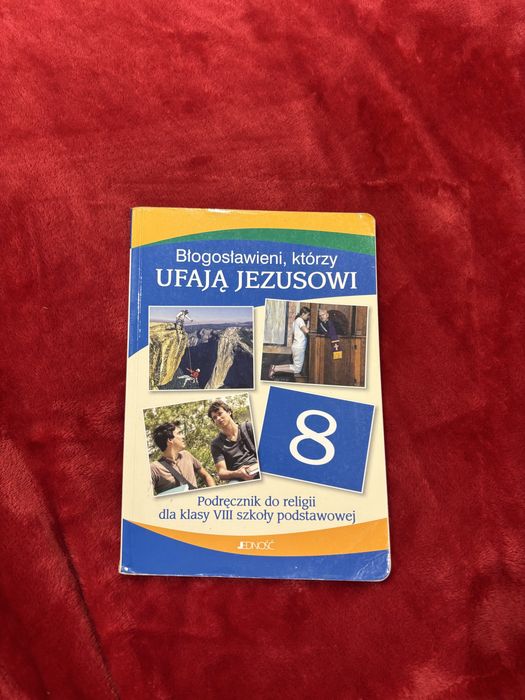 Błogosławieni, którzy
UFAJĄ JEZUSOWI
8
Podręcznik do religii
dla klasy VIII szkoły podstawowej
JEDNOŚĆ